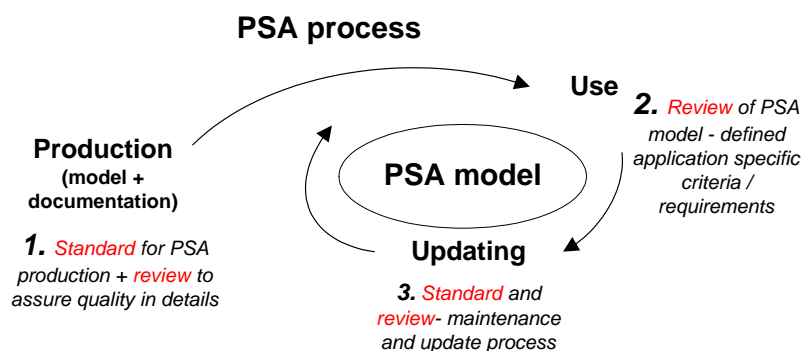 PSA process
Production
(model +
documentation)
1. Standard for PSA
production + review to
assure quality in details
Use
2. Review of PSA
model - defined
application specific
criteria /
requirements
PSA model
Updating
3. Standard and
review- maintenance
and update process